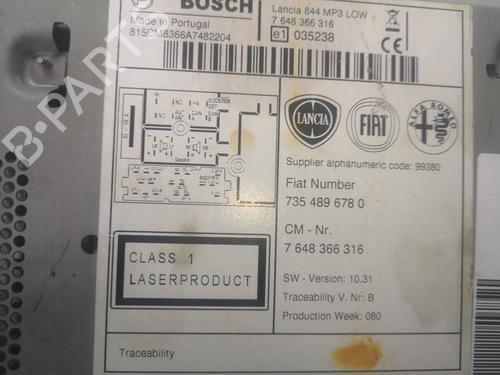 BOSCH
Lancia 844 MP3 LOW
7 648 366 316
Made in Portugal
815CM8366A7482204
e1 035238
LANCIA
FIAT
ALFA ROMEO
Supplier alphanumeric code: 99380
Fiat Number
735 489 678 0
CM - Nr.
7 648 366 316
CLASS 1
LASERPRODUCT
SW - Version: 10.31
Traceability V. Nr: B
Production Week: 080
Traceability
B-PARTS